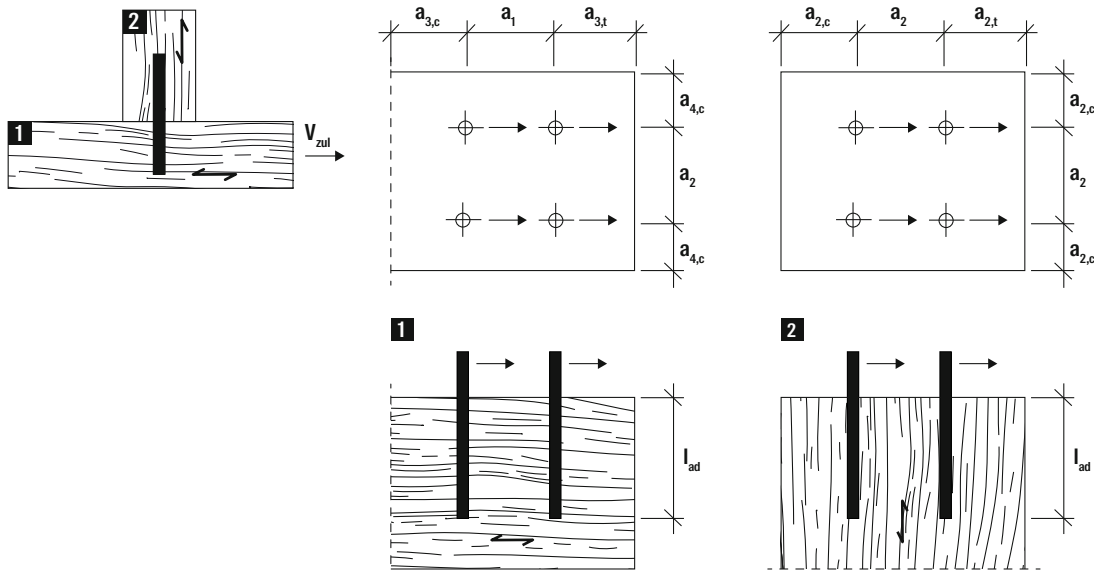 2
1
V_zul
a_3,c a_1 a_3,t
a_4,c
a_2
a_4,c
a_2,c a_2 a_2,t
a_2,c
a_2
a_2,c
1
l_ad
2
l_ad